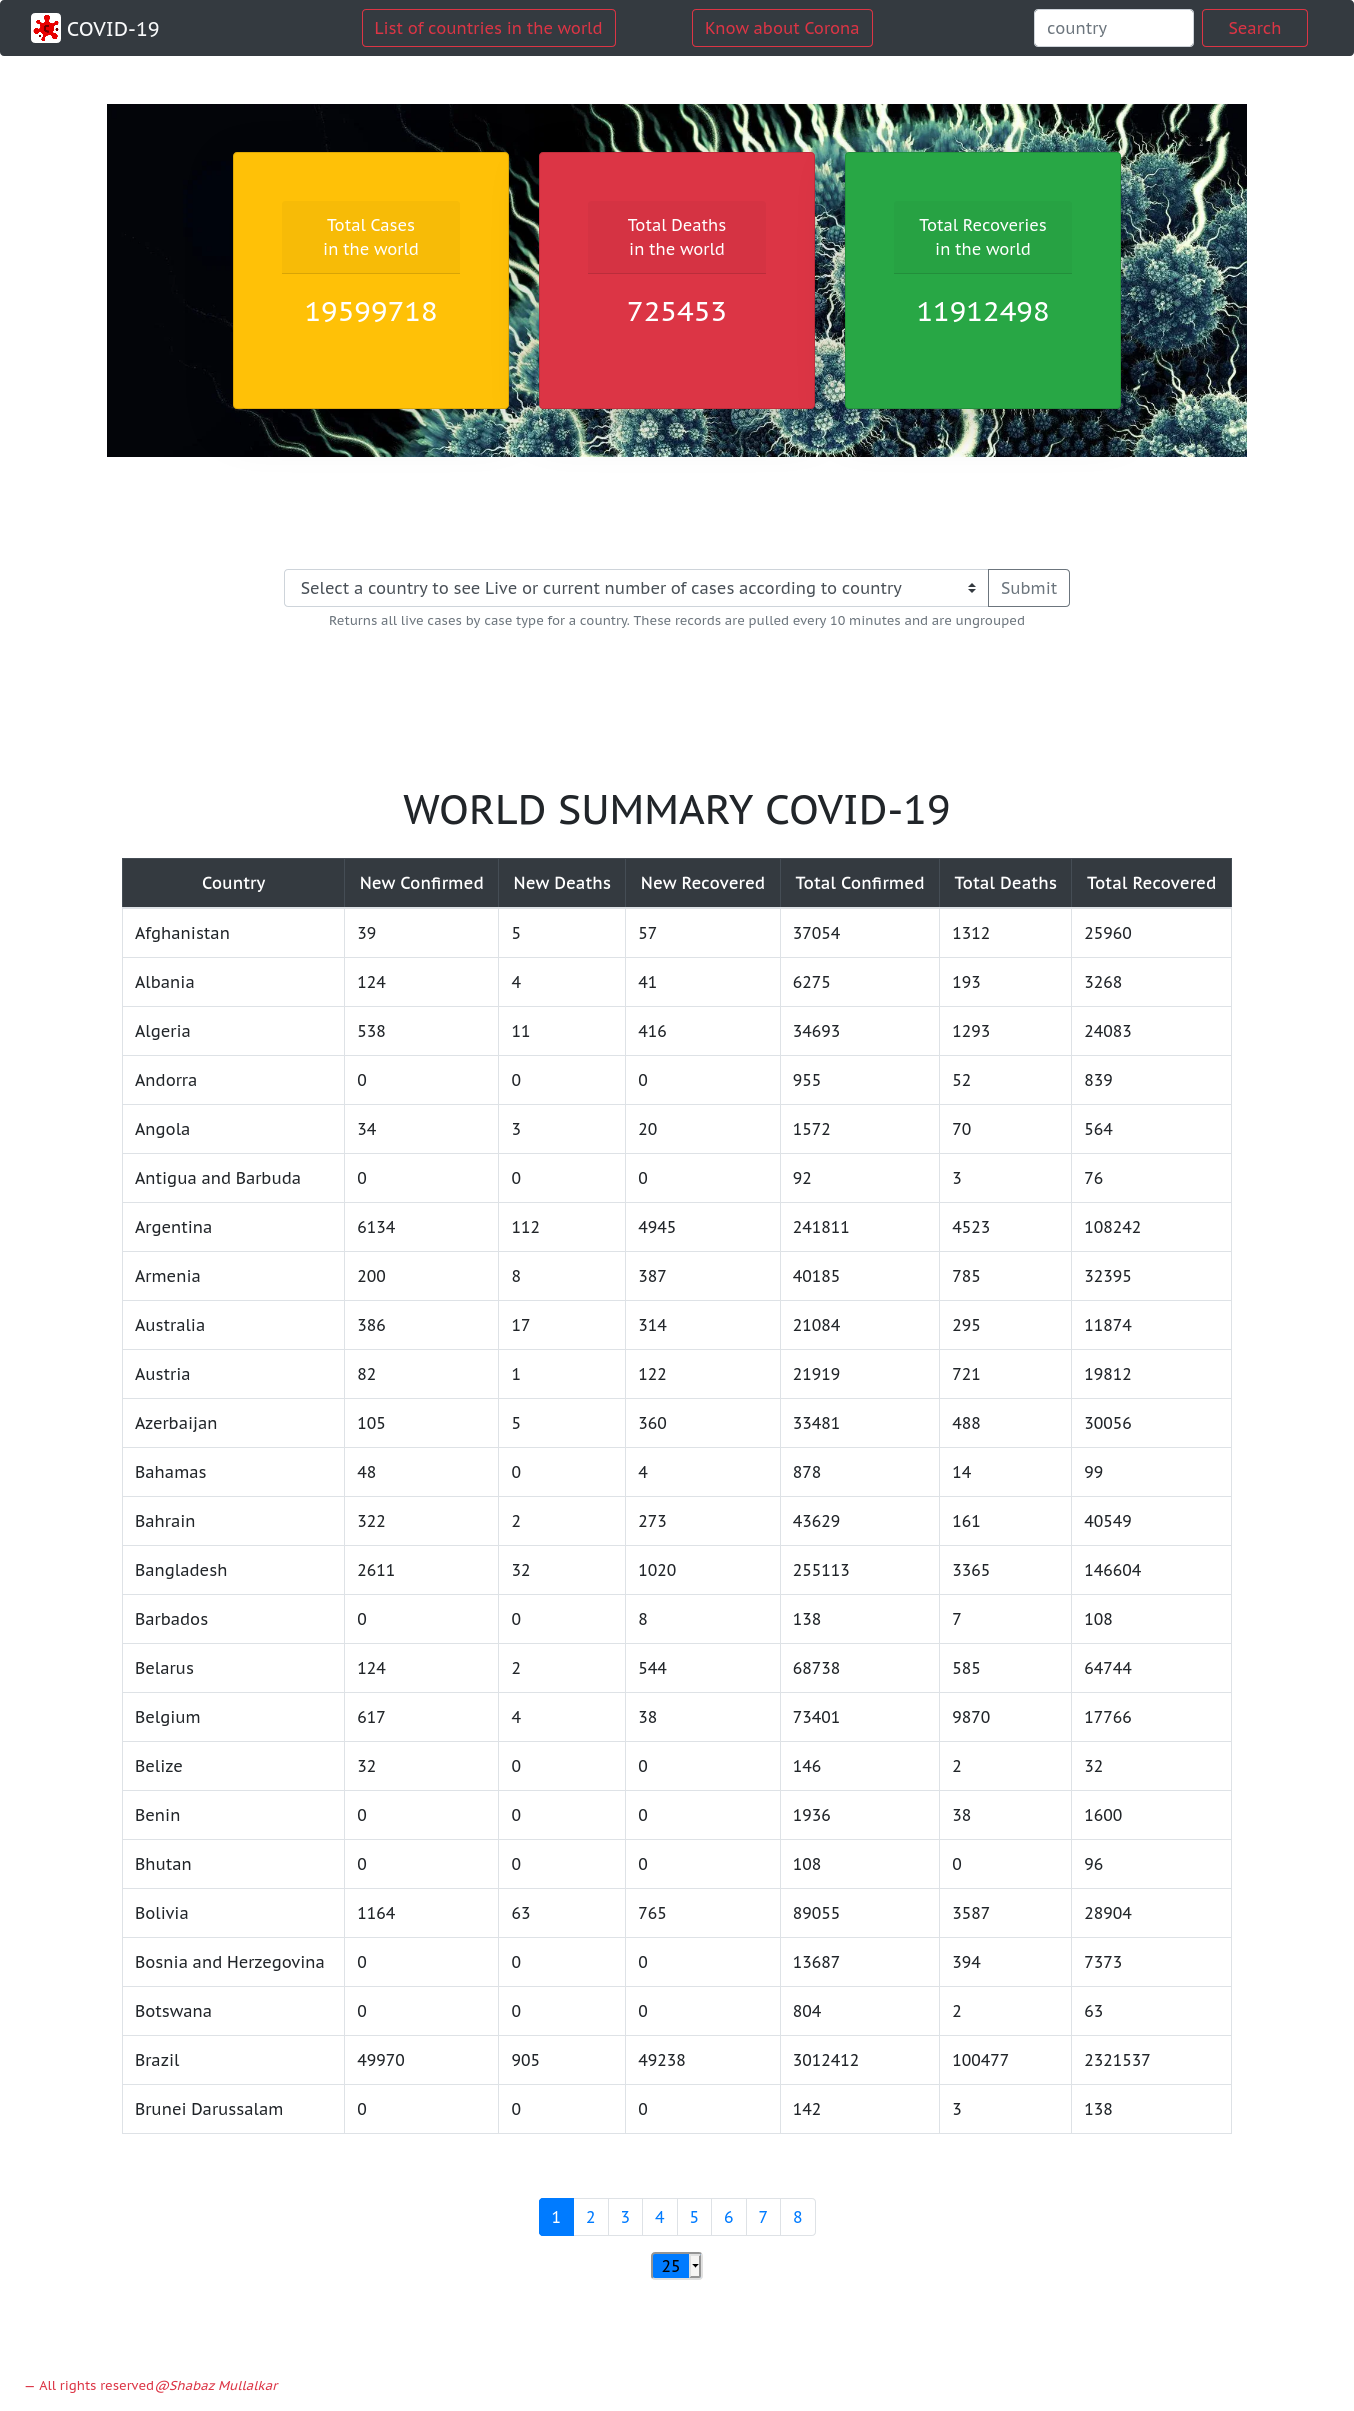 COVID-19 List of countries in the world Know about Corona country Search
Total Cases
in the world
19599718
Total Deaths
in the world
725453
Total Recoveries
in the world
11912498
Select a country to see Live or current number of cases according to country Submit
Returns all live cases by case type for a country. These records are pulled every 10 minutes and are ungrouped
WORLD SUMMARY COVID-19
Country New Confirmed New Deaths New Recovered Total Confirmed Total Deaths Total Recovered
Afghanistan 39 5 57 37054 1312 25960
Albania 124 4 41 6275 193 3268
Algeria 538 11 416 34693 1293 24083
Andorra 0 0 0 955 52 839
Angola 34 3 20 1572 70 564
Antigua and Barbuda 0 0 0 92 3 76
Argentina 6134 112 4945 241811 4523 108242
Armenia 200 8 387 40185 785 32395
Australia 386 17 314 21084 295 11874
Austria 82 1 122 21919 721 19812
Azerbaijan 105 5 360 33481 488 30056
Bahamas 48 0 4 878 14 99
Bahrain 322 2 273 43629 161 40549
Bangladesh 2611 32 1020 255113 3365 146604
Barbados 0 0 8 138 7 108
Belarus 124 2 544 68738 585 64744
Belgium 617 4 38 73401 9870 17766
Belize 32 0 0 146 2 32
Benin 0 0 0 1936 38 1600
Bhutan 0 0 0 108 0 96
Bolivia 1164 63 765 89055 3587 28904
Bosnia and Herzegovina 0 0 0 13687 394 7373
Botswana 0 0 0 804 2 63
Brazil 49970 905 49238 3012412 100477 2321537
Brunei Darussalam 0 0 0 142 3 138
1 2 3 4 5 6 7 8
25
— All rights reserved@Shabaz Mullalkar